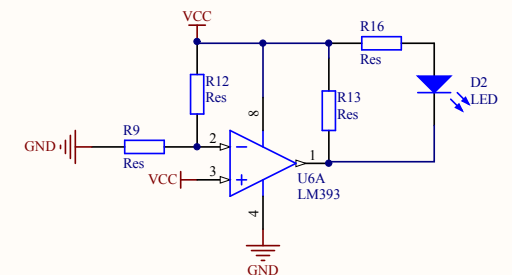 VCC
R16
Res
R12
Res
R13
Res
D2
LED
8
R9
Res
GND
2
1
3
VCC
U6A
LM393
4
GND